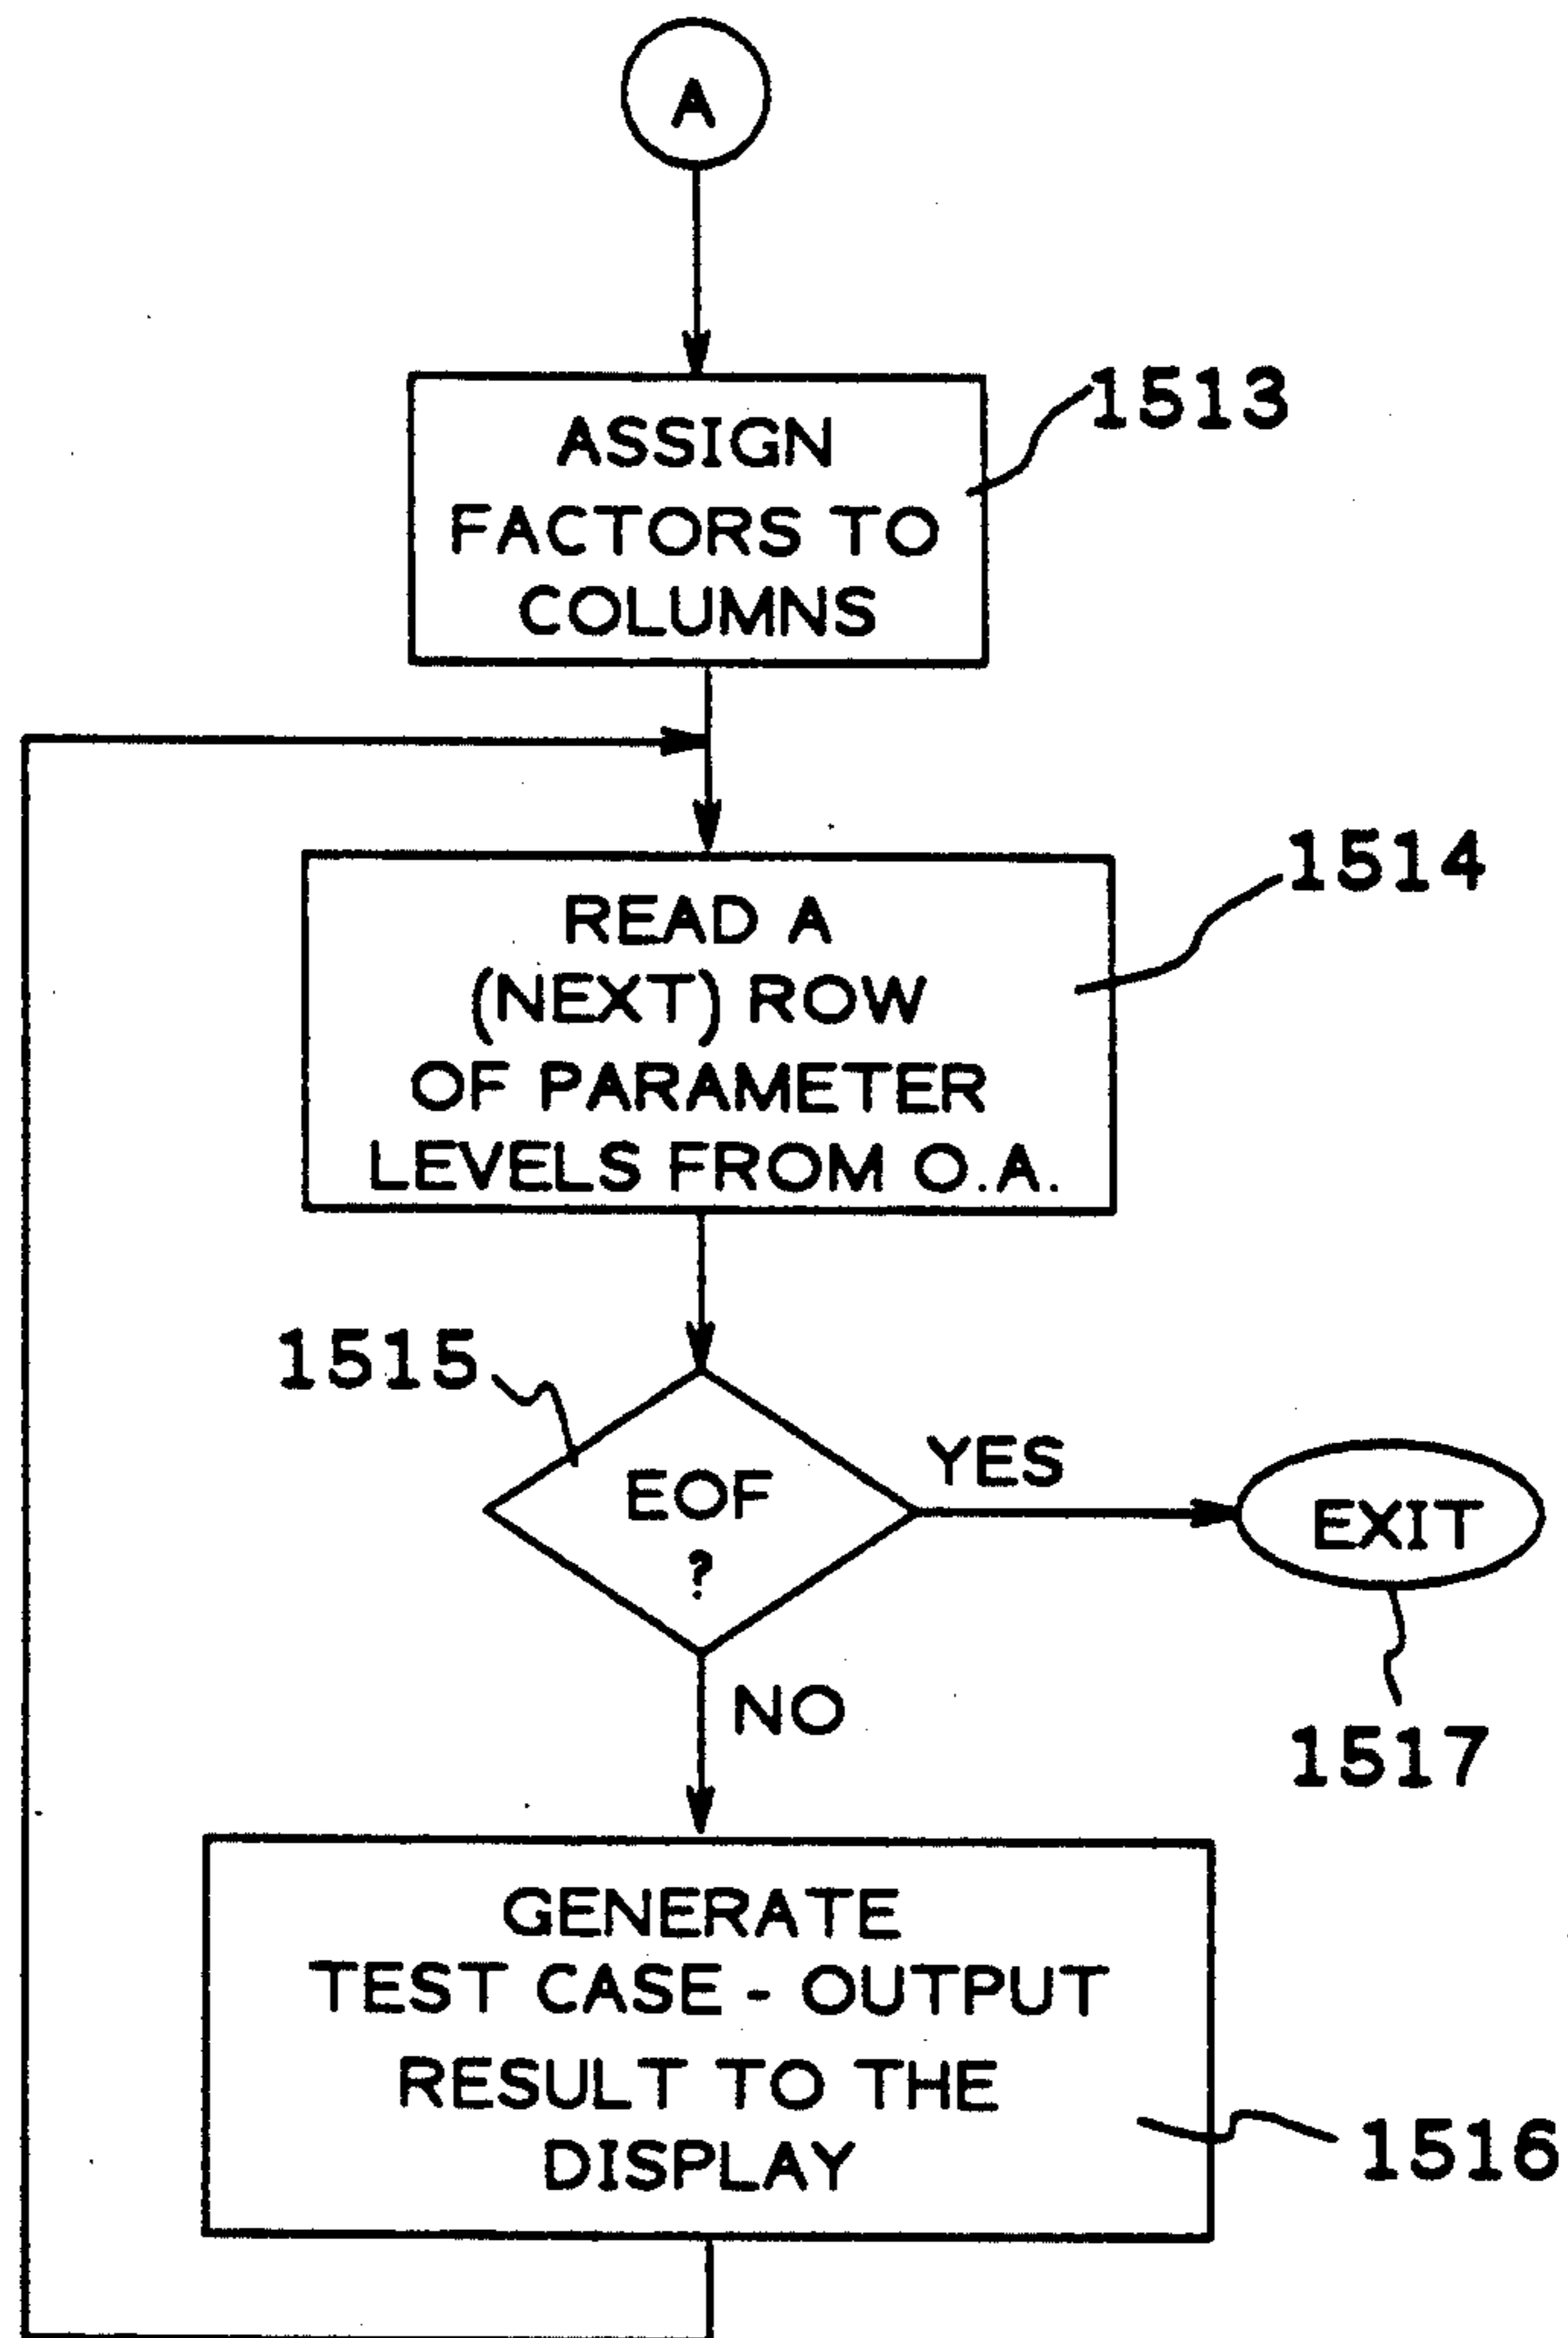 A
ASSIGN
FACTORS TO
COLUMNS
1513
READ A
(NEXT) ROW
OF PARAMETER
LEVELS FROM O.A.
1514
1515
EOF
?
YES
EXIT
1517
NO
GENERATE
TEST CASE - OUTPUT
RESULT TO THE
DISPLAY
1516